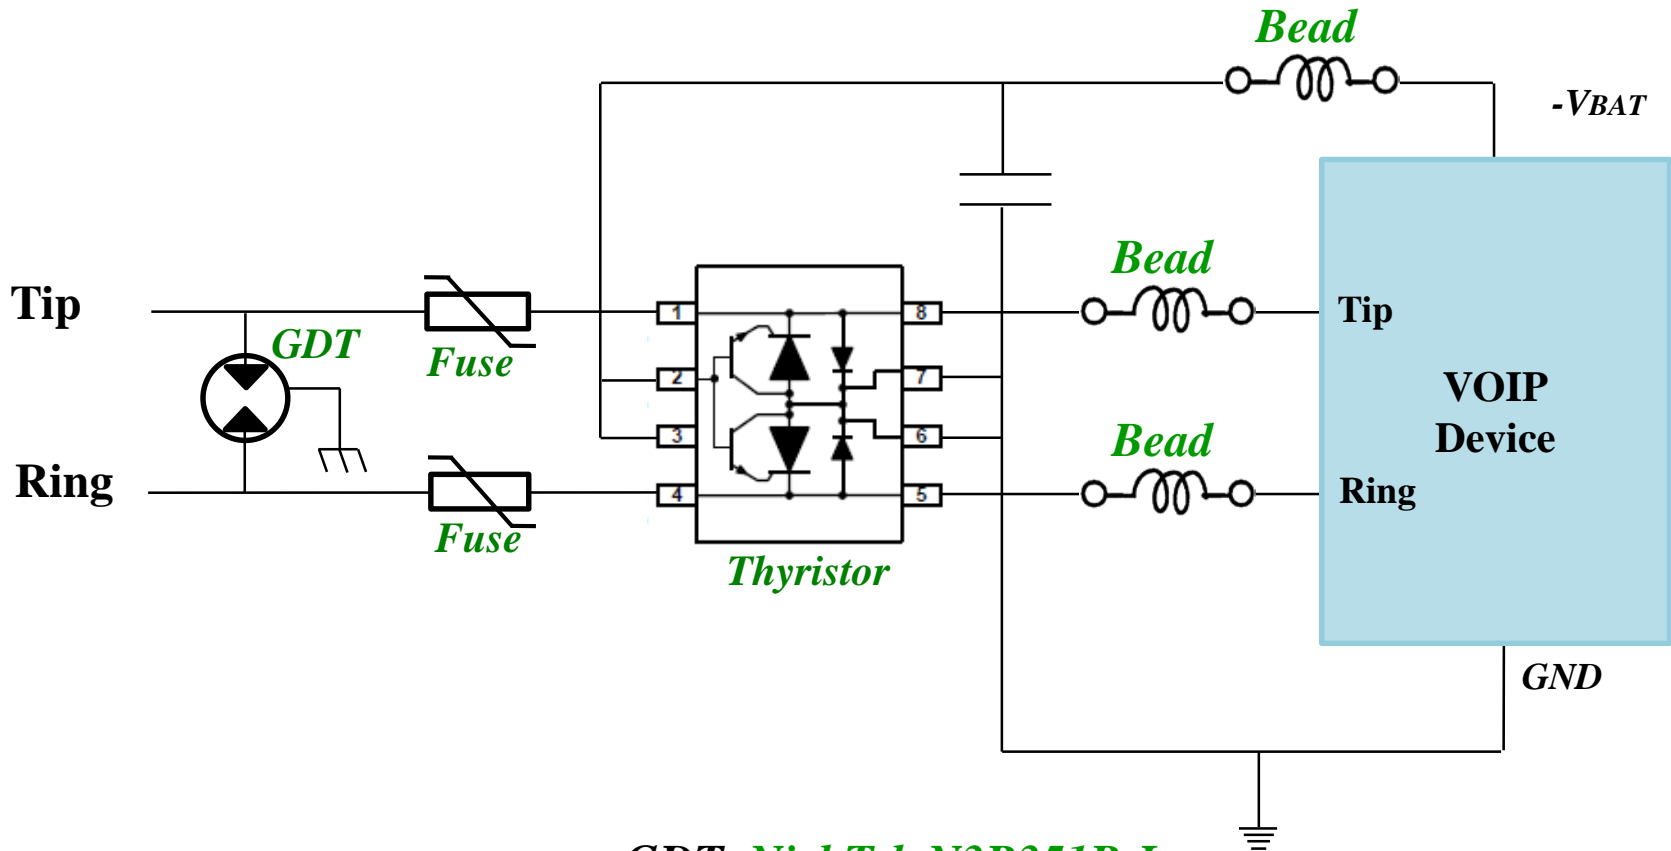 Bead
-VBAT
Bead
Tip
GDT
Fuse
1
8
Tip
2
7
VOIP
Device
3
6
Bead
Ring
Fuse
4
5
Ring
Thyristor
GND